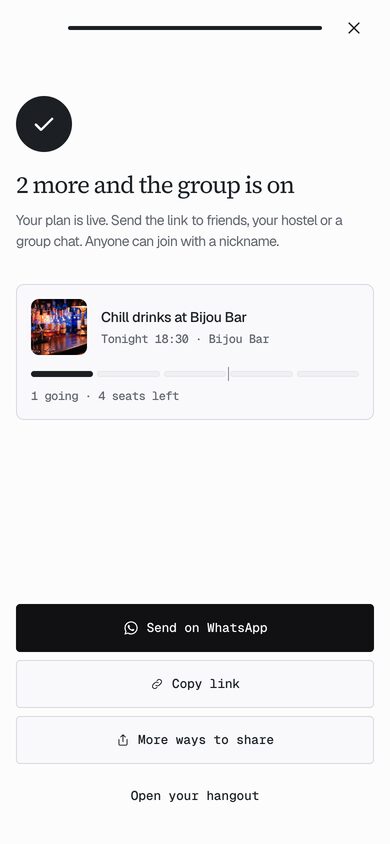 2 more and the group is on
Your plan is live. Send the link to friends, your hostel or a
group chat. Anyone can join with a nickname.
Chill drinks at Bijou Bar
Tonight 18:30 · Bijou Bar
1 going · 4 seats left
Send on WhatsApp
Copy link
More ways to share
Open your hangout